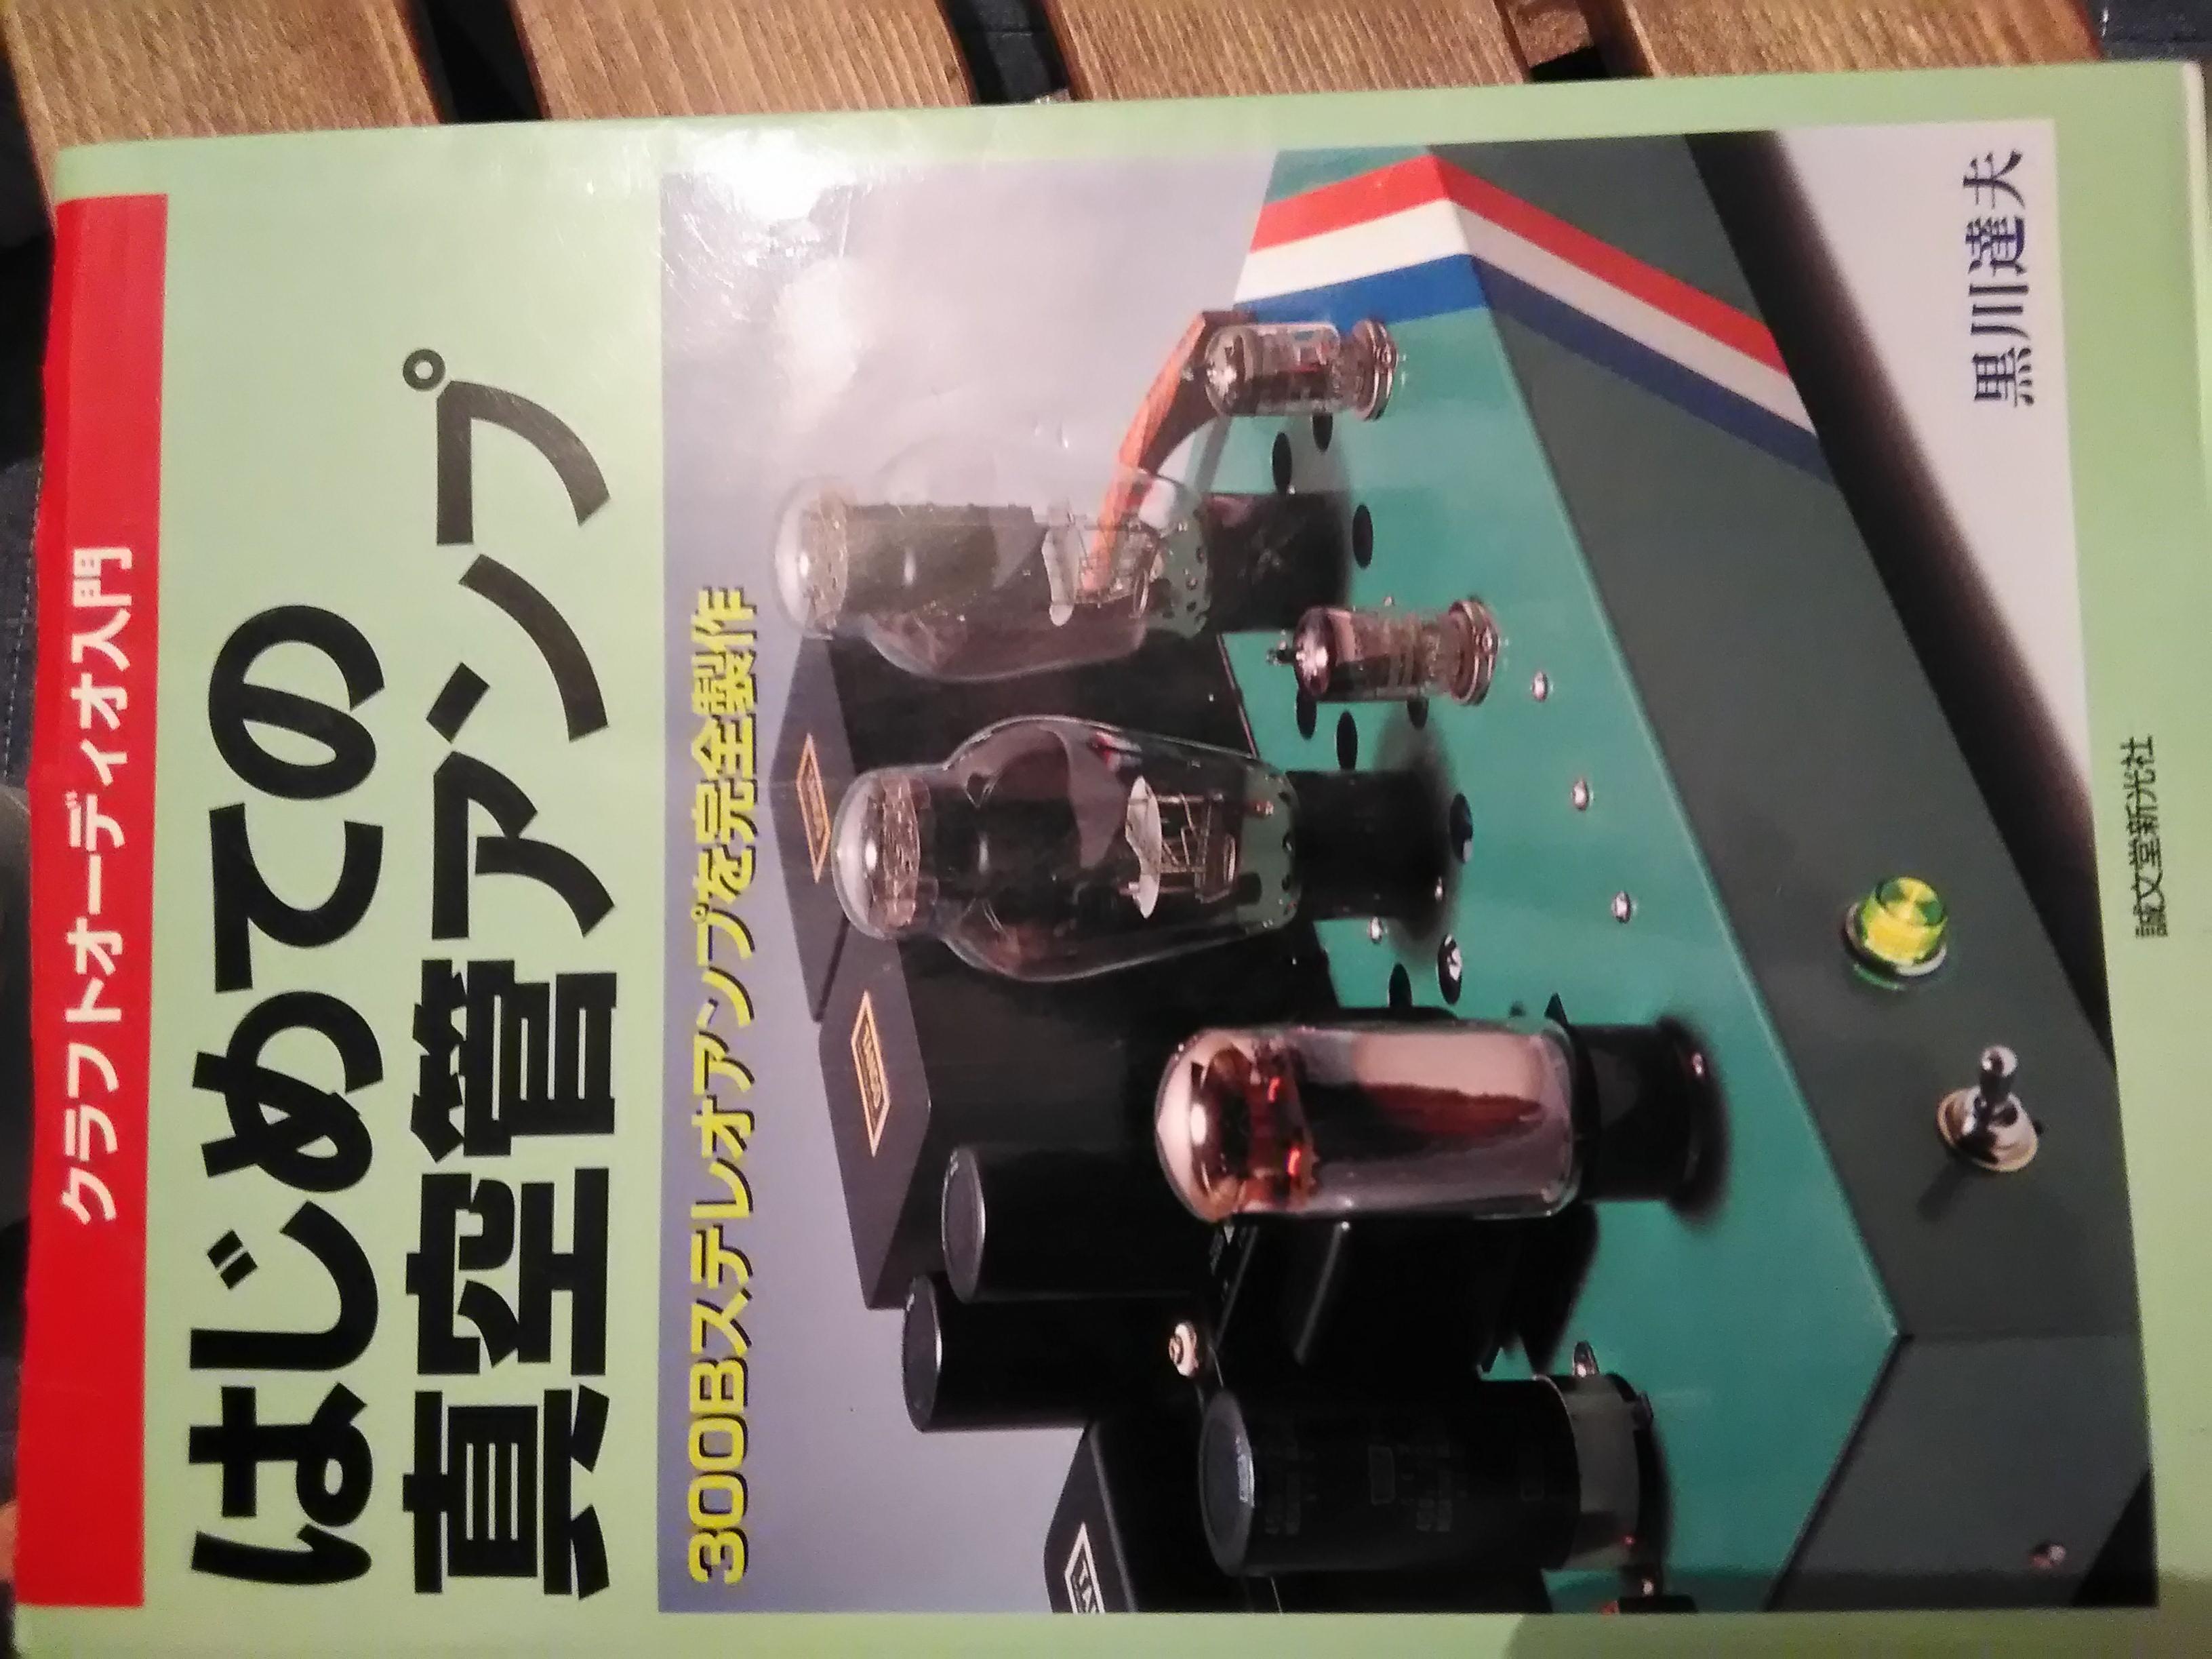 クラフトオーディオ入門
はじめての
真空管アンプ
300Bステレオアンプを完全製作
黒川達夫
誠文堂新光社